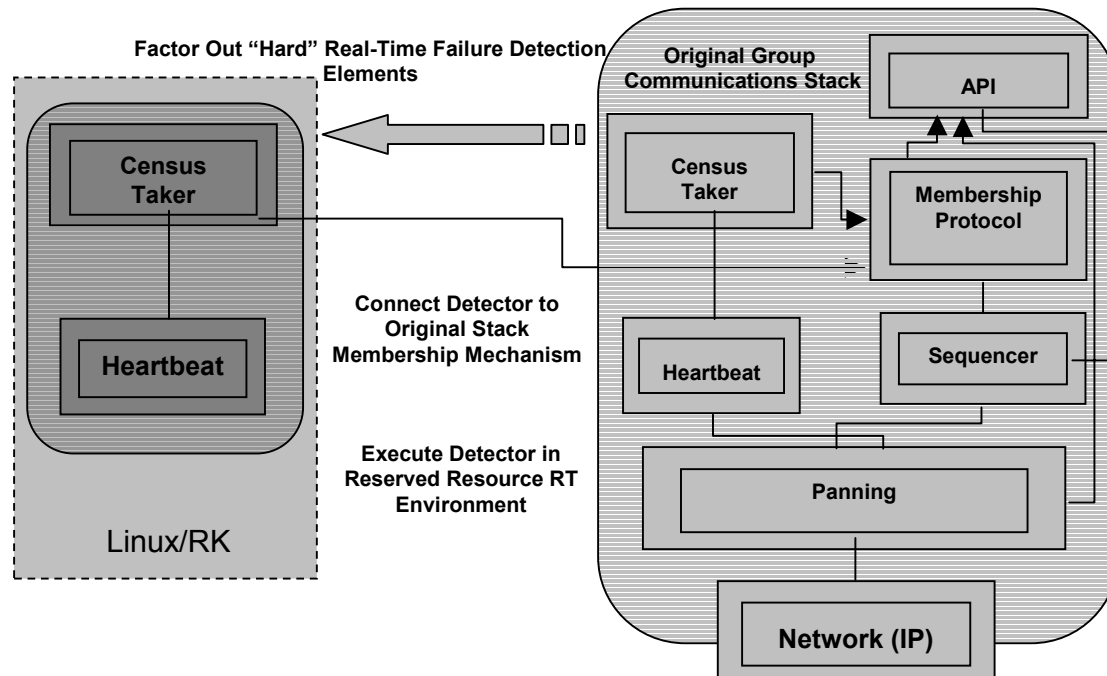 Factor Out “Hard” Real-Time Failure Detection
Elements
Original Group
Communications Stack
API
Census
Taker
Census
Taker
Membership
Protocol
Connect Detector to
Original Stack
Membership Mechanism
Heartbeat
Heartbeat
Sequencer
Execute Detector in
Reserved Resource RT
Environment
Panning
Linux/RK
Network (IP)